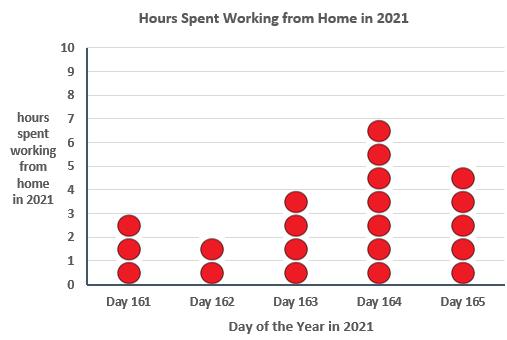 Hours Spent Working from Home in 2021
10
9
8
7
6
5
4
3
2
1
0
hours
spent
working
from
home
in 2021
Day 161 Day 162 Day 163 Day 164 Day 165
Day of the Year in 2021